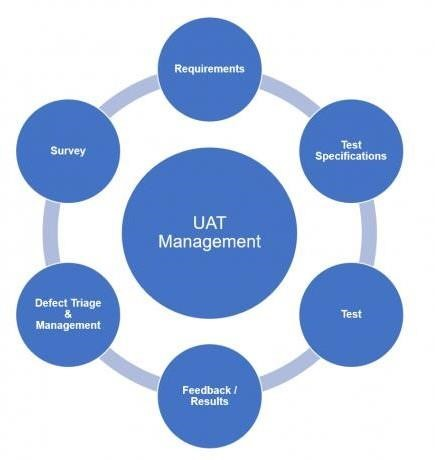 Requirements
Test
Specifications
Test
Feedback /
Results
Defect Triage
&
Management
Survey
UAT
Management